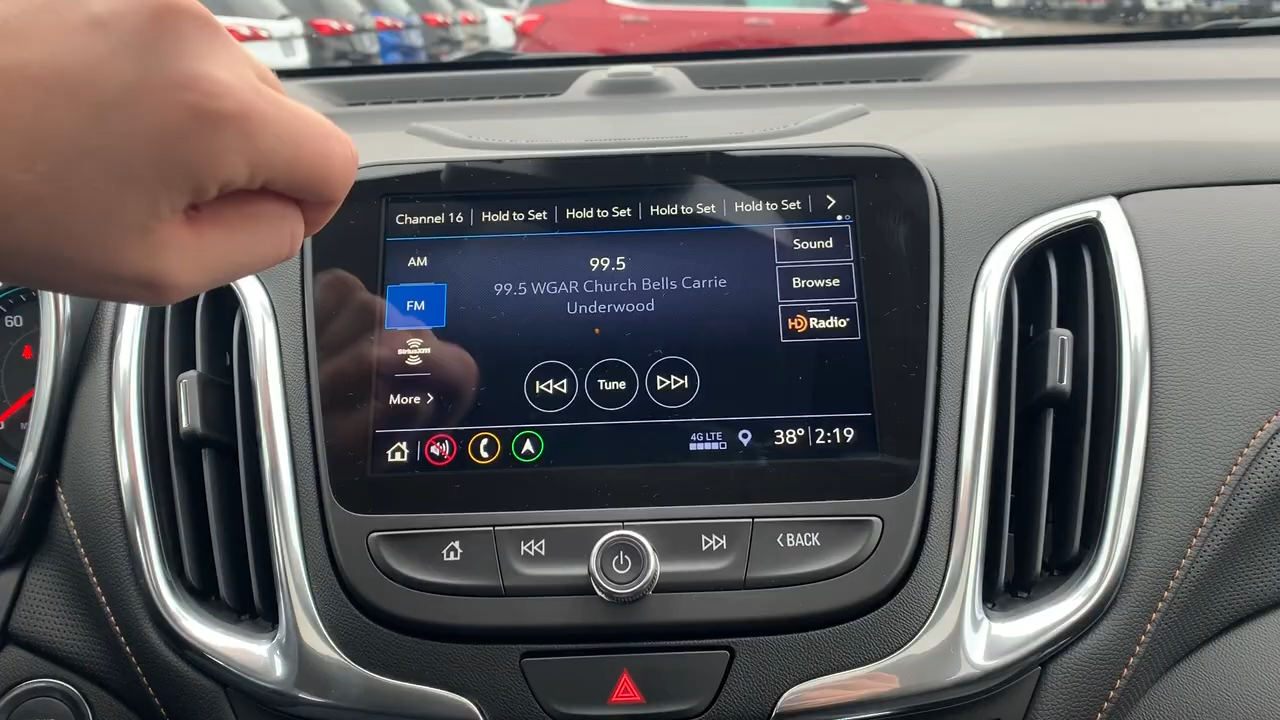 Channel 16 Hold to Set Hold to Set Hold to Set Hold to Set
AM
99.5
Sound
99.5 WGAR Church Bells Carrie
Underwood
Browse
FM
HD Radio
SiriusXM
Tune
More
4G LTE
38° 2:19
60
BACK